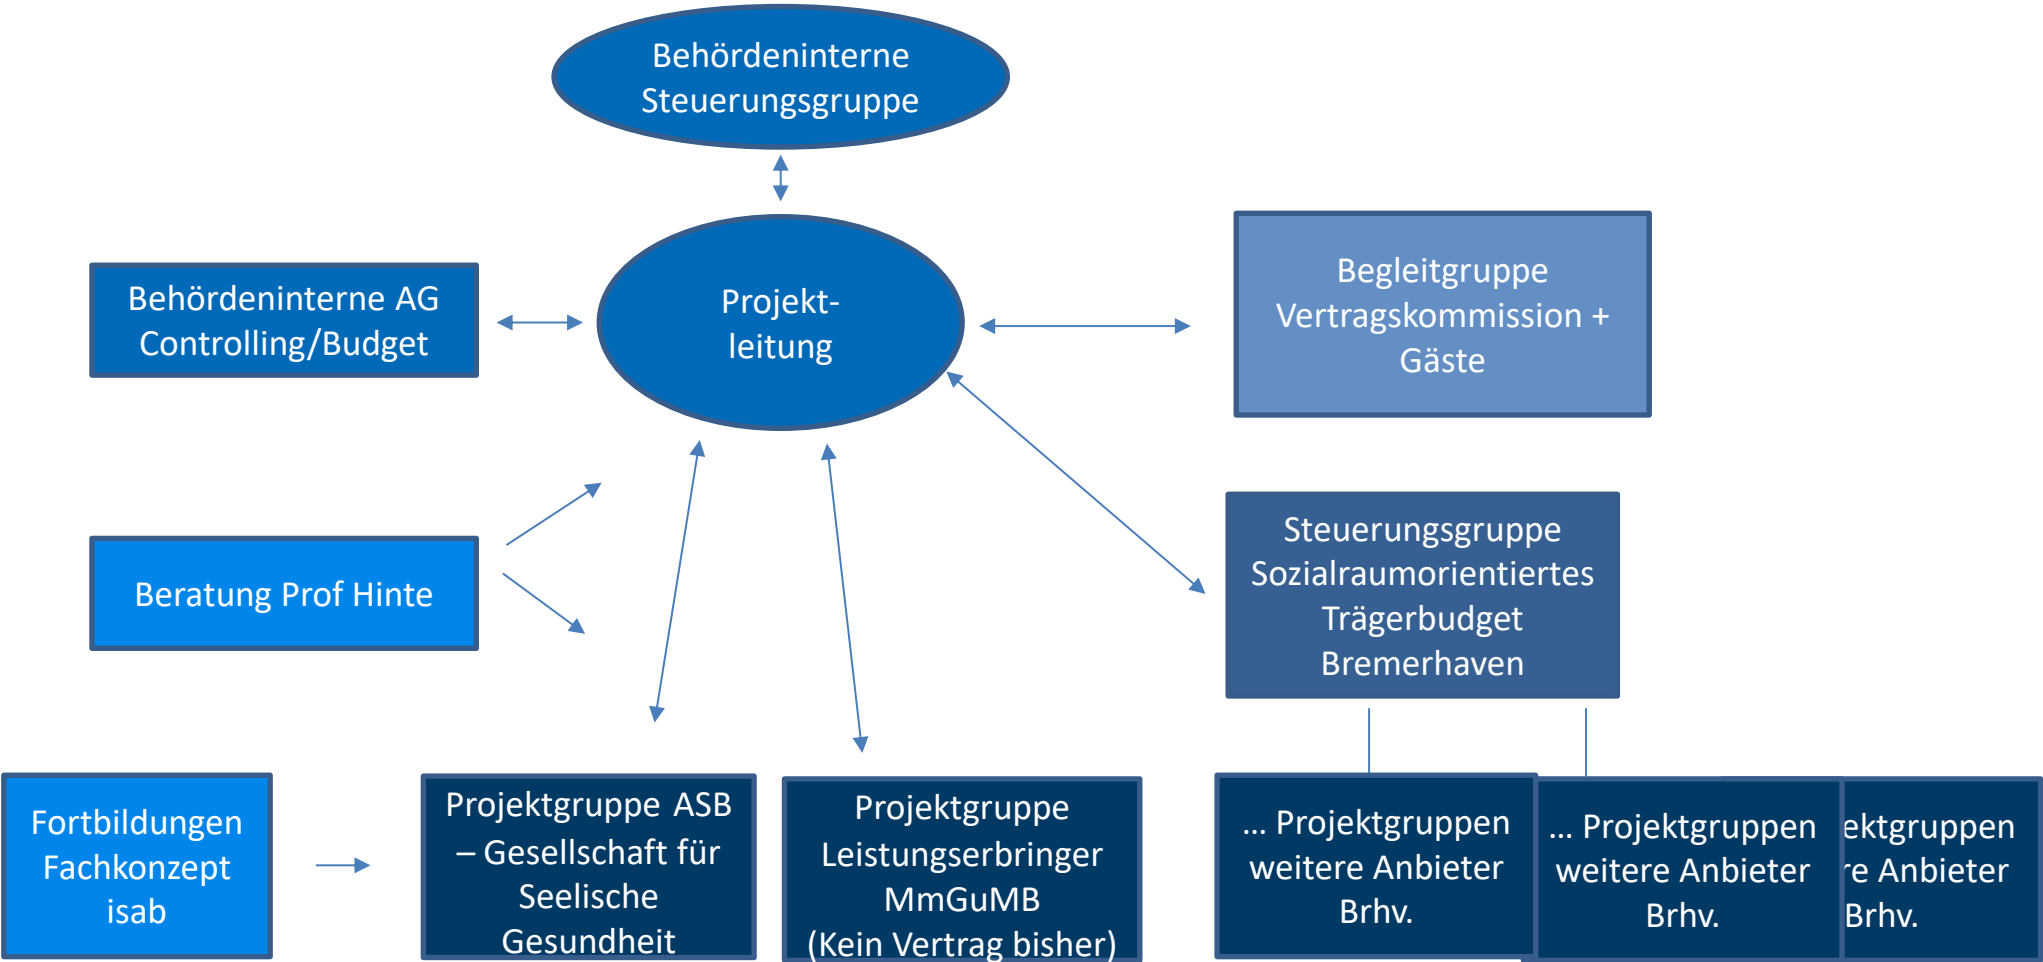 Behördeninterne
Steuerungsgruppe
Behördeninterne AG
Controlling/Budget
Projekt-
leitung
Begleitgruppe
Vertragskommission +
Gäste
Beratung Prof Hinte
Steuerungsgruppe
Sozialraumorientiertes
Trägerbudget
Bremerhaven
Fortbildungen
Fachkonzept
isab
Projektgruppe ASB
– Gesellschaft für
Seelische
Gesundheit
Projektgruppe
Leistungserbringer
MmGuMB
(Kein Vertrag bisher)
... Projektgruppen
weitere Anbieter
Brhv.
... Projektgruppen
weitere Anbieter
Brhv.
ektgruppen
re Anbieter
Brhv.